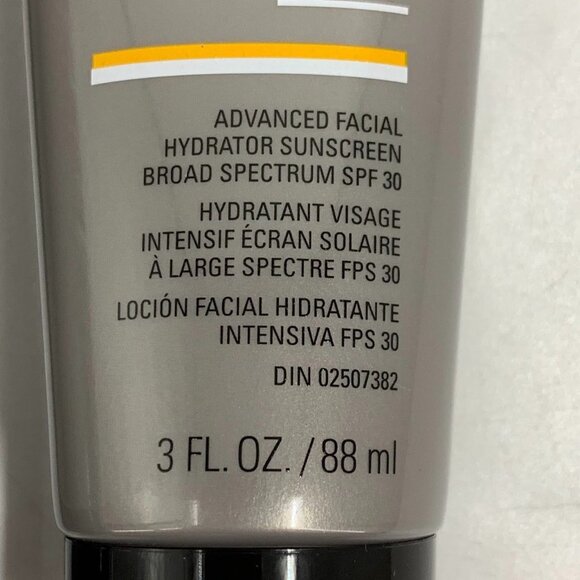 ADVANCED FACIAL
HYDRATOR SUNSCREEN
BROAD SPECTRUM SPF 30
HYDRATANT VISAGE
INTENSIF ÉCRAN SOLAIRE
À LARGE SPECTRE FPS 30
LOCIÓN FACIAL HIDRATANTE
INTENSIVA FPS 30
DIN 02507382
3 FL. OZ. / 88 ml